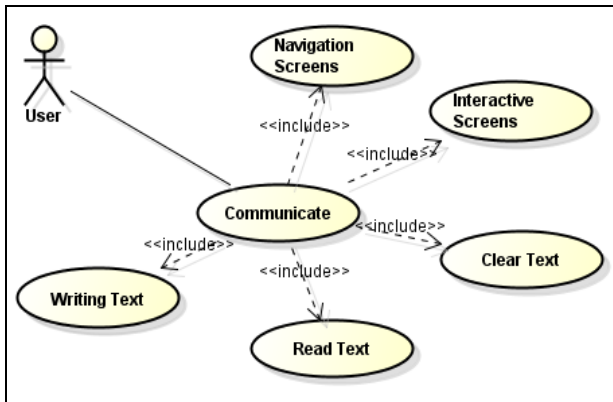 Navigation
Screens
Interactive
Screens
User
<<include>>
<<include>>
Communicate
<<include>>
<<include>>
<<include>>
Clear Text
Writing Text
Read Text